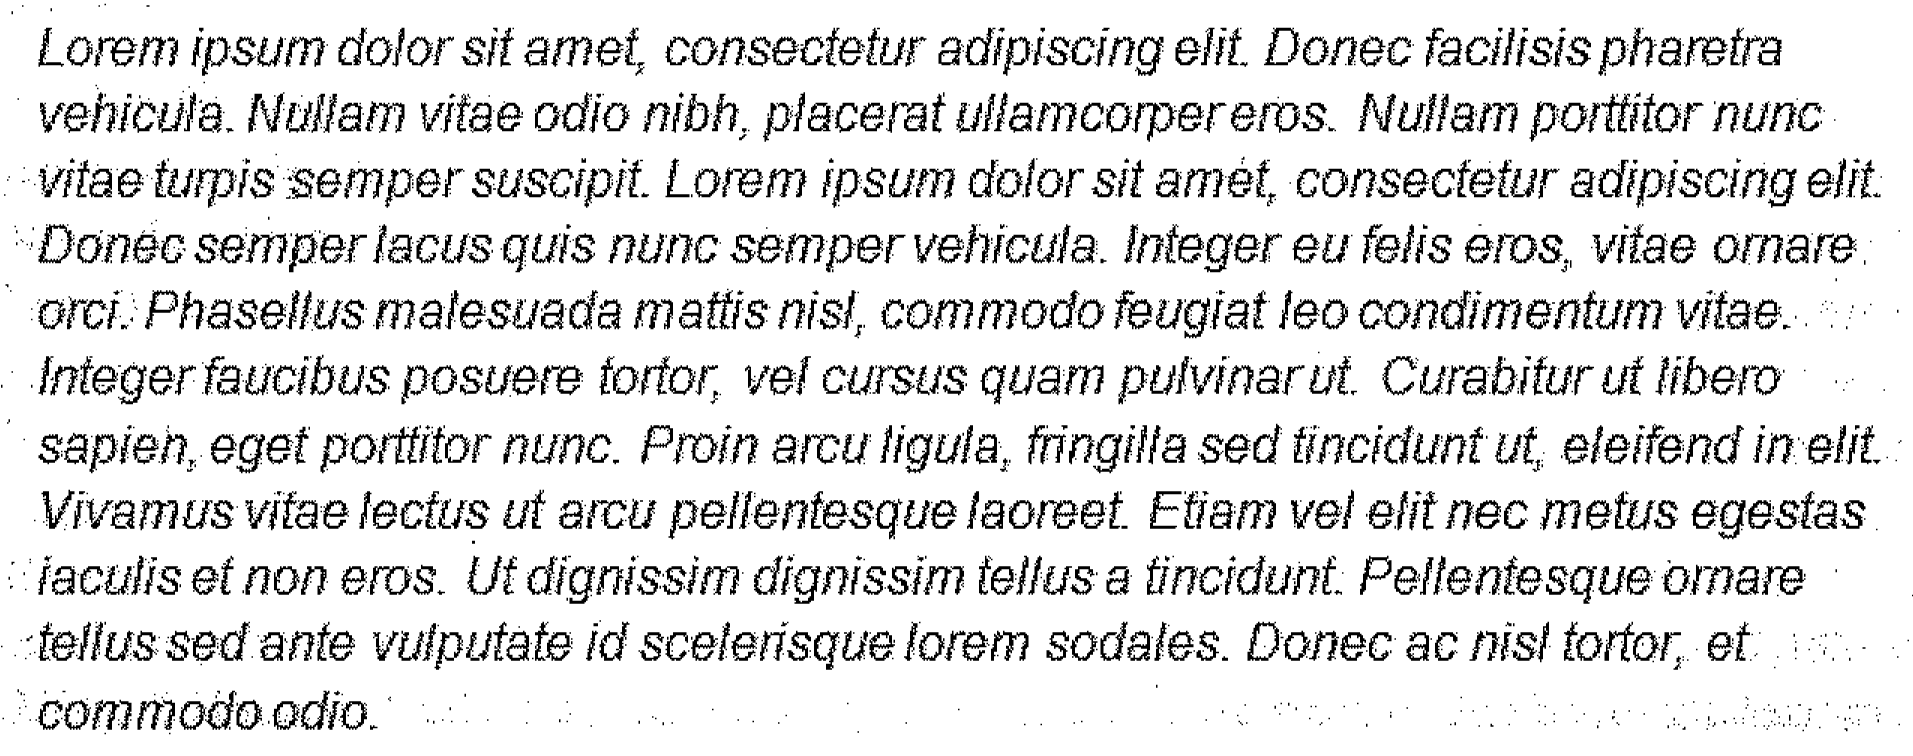 Lorem ipsum dolor sit amet, consectetur adipiscing elit. Donec facilisis pharetra
vehicula. Nullam vitae odio nibh, placerat ullamcorper eros. Nullam porttitor nunc
vitae turpis semper suscipit. Lorem ipsum dolor sit amet, consectetur adipiscing elit.
Donec semper lacus quis nunc semper vehicula. Integer eu felis eros, vitae ornare
orci. Phasellus malesuada mattis nisl, commodo feugiat leo condimentum vitae.
Integer faucibus posuere tortor, vel cursus quam pulvinar ut. Curabitur ut libero
sapien, eget porttitor nunc. Proin arcu ligula, fringilla sed tincidunt ut, eleifend in elit.
Vivamus vitae lectus ut arcu pellentesque laoreet. Etiam vel elit nec metus egestas
iaculis et non eros. Ut dignissim dignissim tellus a tincidunt. Pellentesque ornare
tellus sed ante vulputate id scelerisque lorem sodales. Donec ac nisl tortor, et
commodo odio.